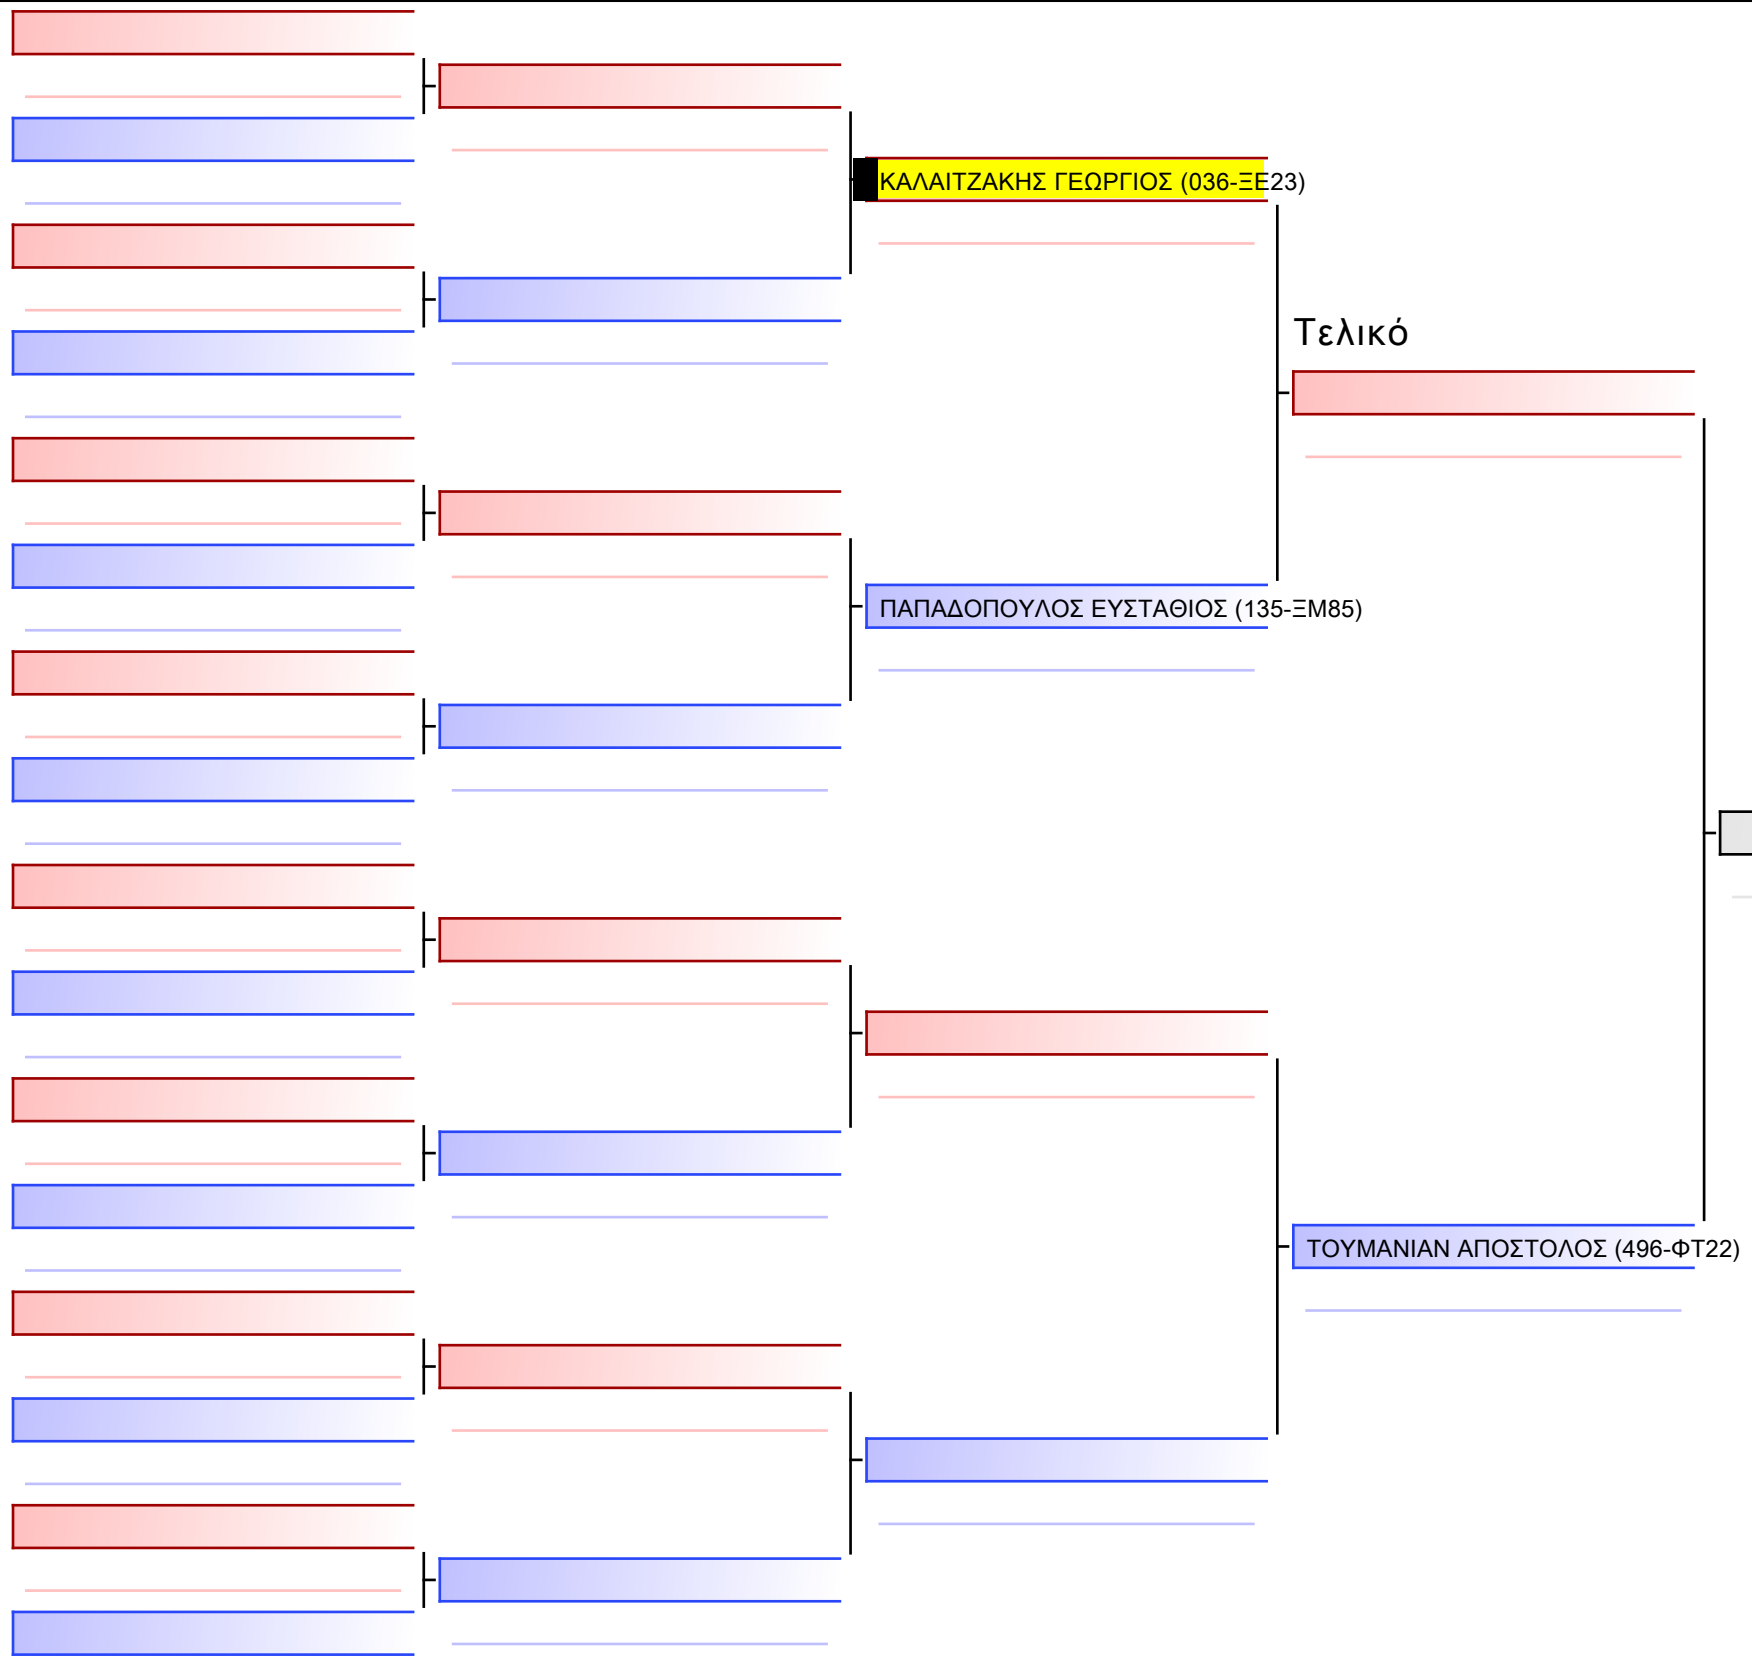 ΚΑΛΑΙΤΖΑΚΗΣ ΓΕΩΡΓΙΟΣ (036-ΞΕ23)
Τελικό
ΠΑΠΑΔΟΠΟΥΛΟΣ ΕΥΣΤΑΘΙΟΣ (135-ΞΜ85)
ΤΟΥΜΑΝΙΑΝ ΑΠΟΣΤΟΛΟΣ (496-ΦΤ22)